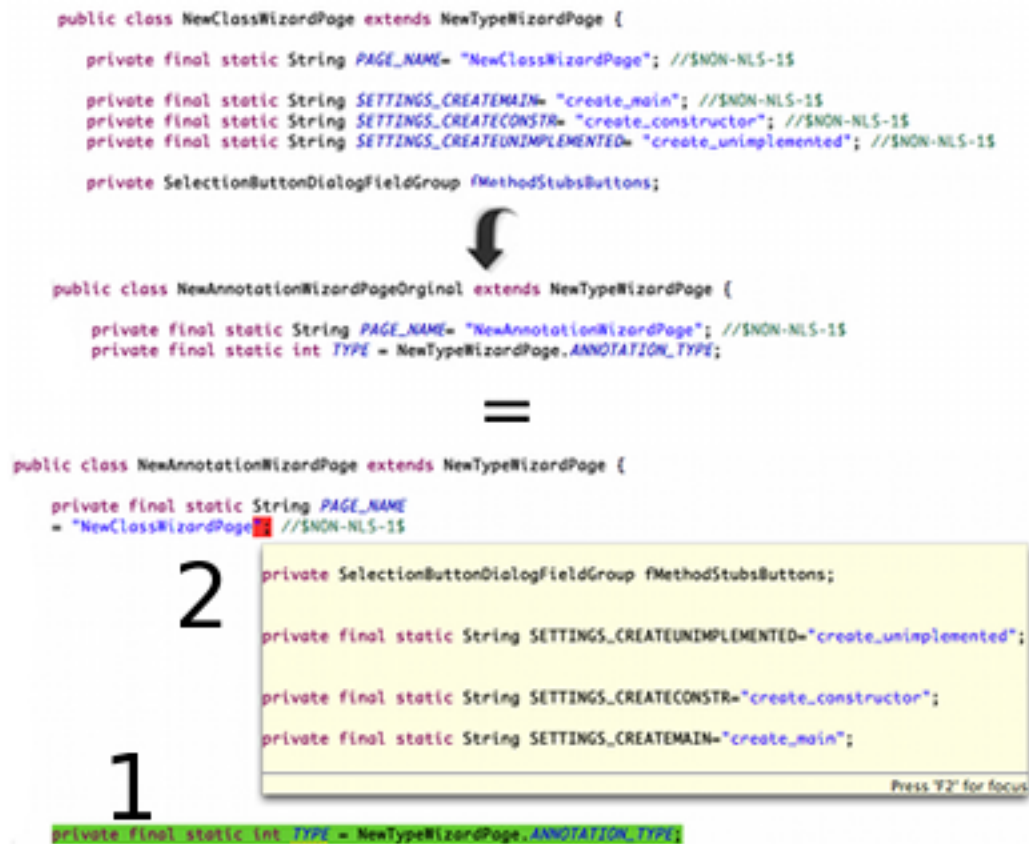 public class NewClassWizardPage extends NewTypeWizardPage {
private final static String PAGE_NAME= "NewClassWizardPage"; //$NON-NLS-1$
private final static String SETTINGS_CREATEMAIN= "create_main"; //$NON-NLS-1$
private final static String SETTINGS_CREATECONSTR= "create_constructor"; //$NON-NLS-1$
private final static String SETTINGS_CREATEUNIMPLEMENTED= "create_unimplemented"; //$NON-NLS-1$
private SelectionButtonDialogFieldGroup fMethodStubsButtons;
public class NewAnnotationWizardPageOrginal extends NewTypeWizardPage {
private final static String PAGE_NAME= "NewAnnotationWizardPage"; //$NON-NLS-1$
private final static int TYPE = NewTypeWizardPage.ANNOTATION_TYPE;
=
public class NewAnnotationWizardPage extends NewTypeWizardPage {
private final static String PAGE_NAME
= "NewClassWizardPage"; //$NON-NLS-1$
2
private SelectionButtonDialogFieldGroup fMethodStubsButtons;
private final static String SETTINGS_CREATEUNIMPLEMENTED="create_unimplemented";
private final static String SETTINGS_CREATECONSTR="create_constructor";
private final static String SETTINGS_CREATEMAIN="create_main";
Press 'F2' for focus
1
private final static int TYPE = NewTypeWizardPage.ANNOTATION_TYPE;